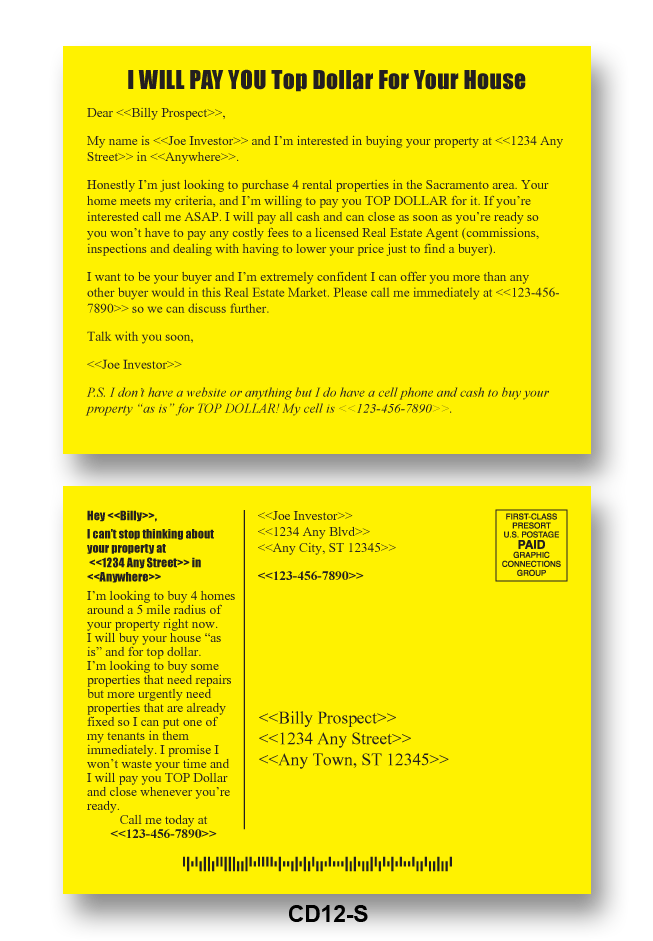 I WILL PAY YOU Top Dollar For Your House
Dear <<Billy Prospect>>,
My name is <<Joe Investor>> and I'm interested in buying your property at <<1234 Any
Street>> in <<Anywhere>>.
Honestly I'm just looking to purchase 4 rental properties in the Sacramento area. Your
home meets my criteria, and I'm willing to pay you TOP DOLLAR for it. If you're
interested call me ASAP. I will pay all cash and can close as soon as you're ready so
you won't have to pay any costly fees to a licensed Real Estate Agent (commissions,
inspections and dealing with having to lower your price just to find a buyer).
I want to be your buyer and I'm extremely confident I can offer you more than any
other buyer would in this Real Estate Market. Please call me immediately at <<123-456-
7890>> so we can discuss further.
Talk with you soon,
<<Joe Investor>>
P.S. I don't have a website or anything but I do have a cell phone and cash to buy your
property “as is” for TOP DOLLAR! My cell is <<123-456-7890>>.
Hey <<Billy>>,
I can't stop thinking about
your property at
<<1234 Any Street>> in
<<Anywhere>>
I'm looking to buy 4 homes
around a 5 mile radius of
your property right now.
I will buy your house “as
is” and for top dollar.
I'm looking to buy some
properties that need repairs
but more urgently need
properties that are already
fixed so I can put one of
my tenants in them
immediately. I promise I
won't waste your time and
I will pay you TOP Dollar
and close whenever you're
ready.
Call me today at
<<123-456-7890>>
<<Joe Investor>>
<<1234 Any Blvd>>
<<Any City, ST 12345>>
<<123-456-7890>>
FIRST-CLASS
PRESORT
U.S. POSTAGE
PAID
GRAPHIC
CONNECTIONS
GROUP
<<Billy Prospect>>
<<1234 Any Street>>
<<Any Town, ST 12345>>
CD12-S